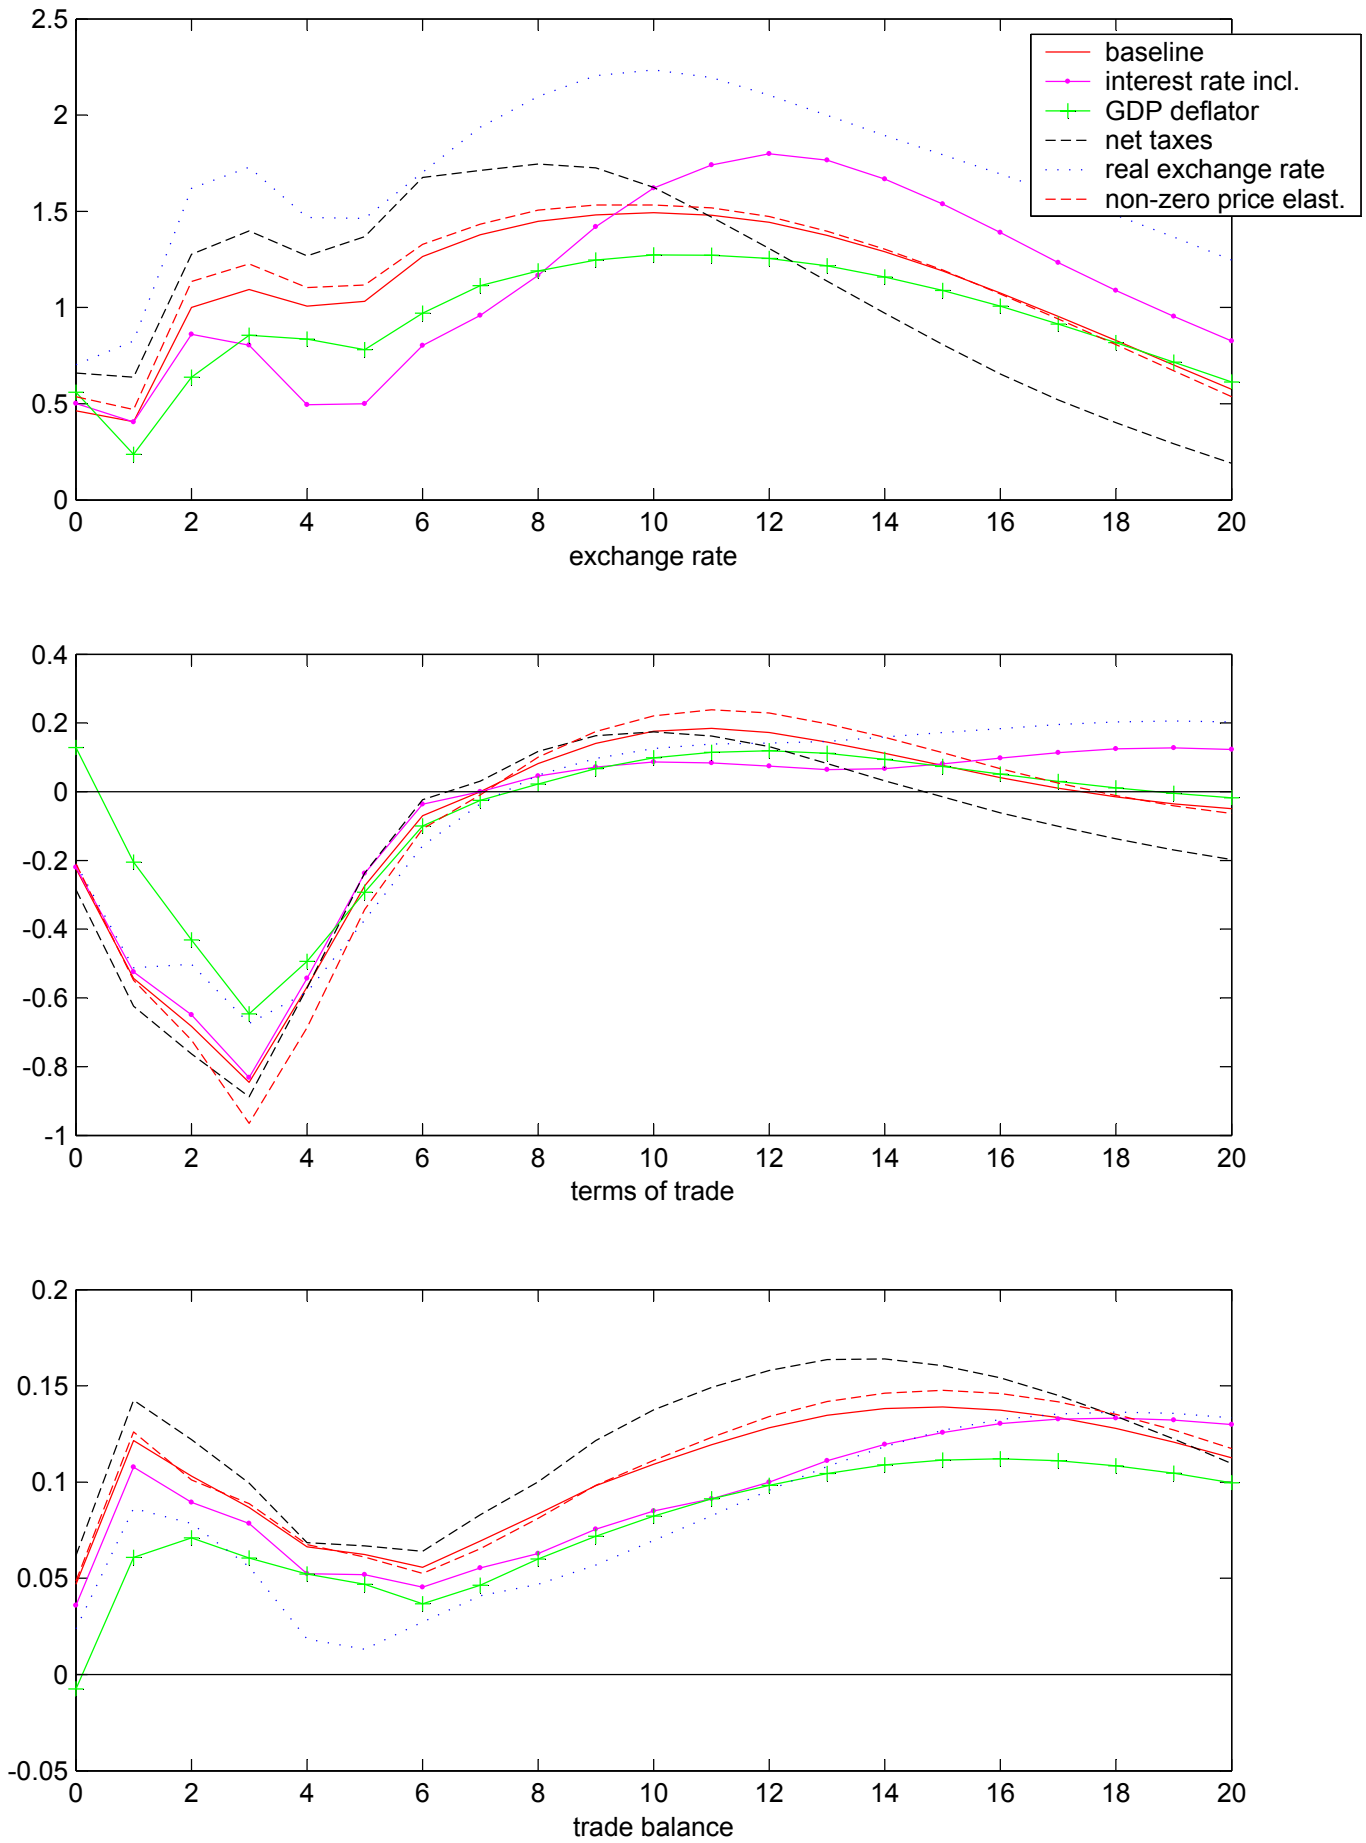 2.5
2
1.5
1
0.5
0
baseline
interest rate incl.
GDP deflator
net taxes
real exchange rate
non-zero price elast.
0 2 4 6 8 10 12 14 16 18 20
exchange rate
0.4
0.2
0
-0.2
-0.4
-0.6
-0.8
-1
0 2 4 6 8 10 12 14 16 18 20
terms of trade
0.2
0.15
0.1
0.05
0
-0.05
0 2 4 6 8 10 12 14 16 18 20
trade balance